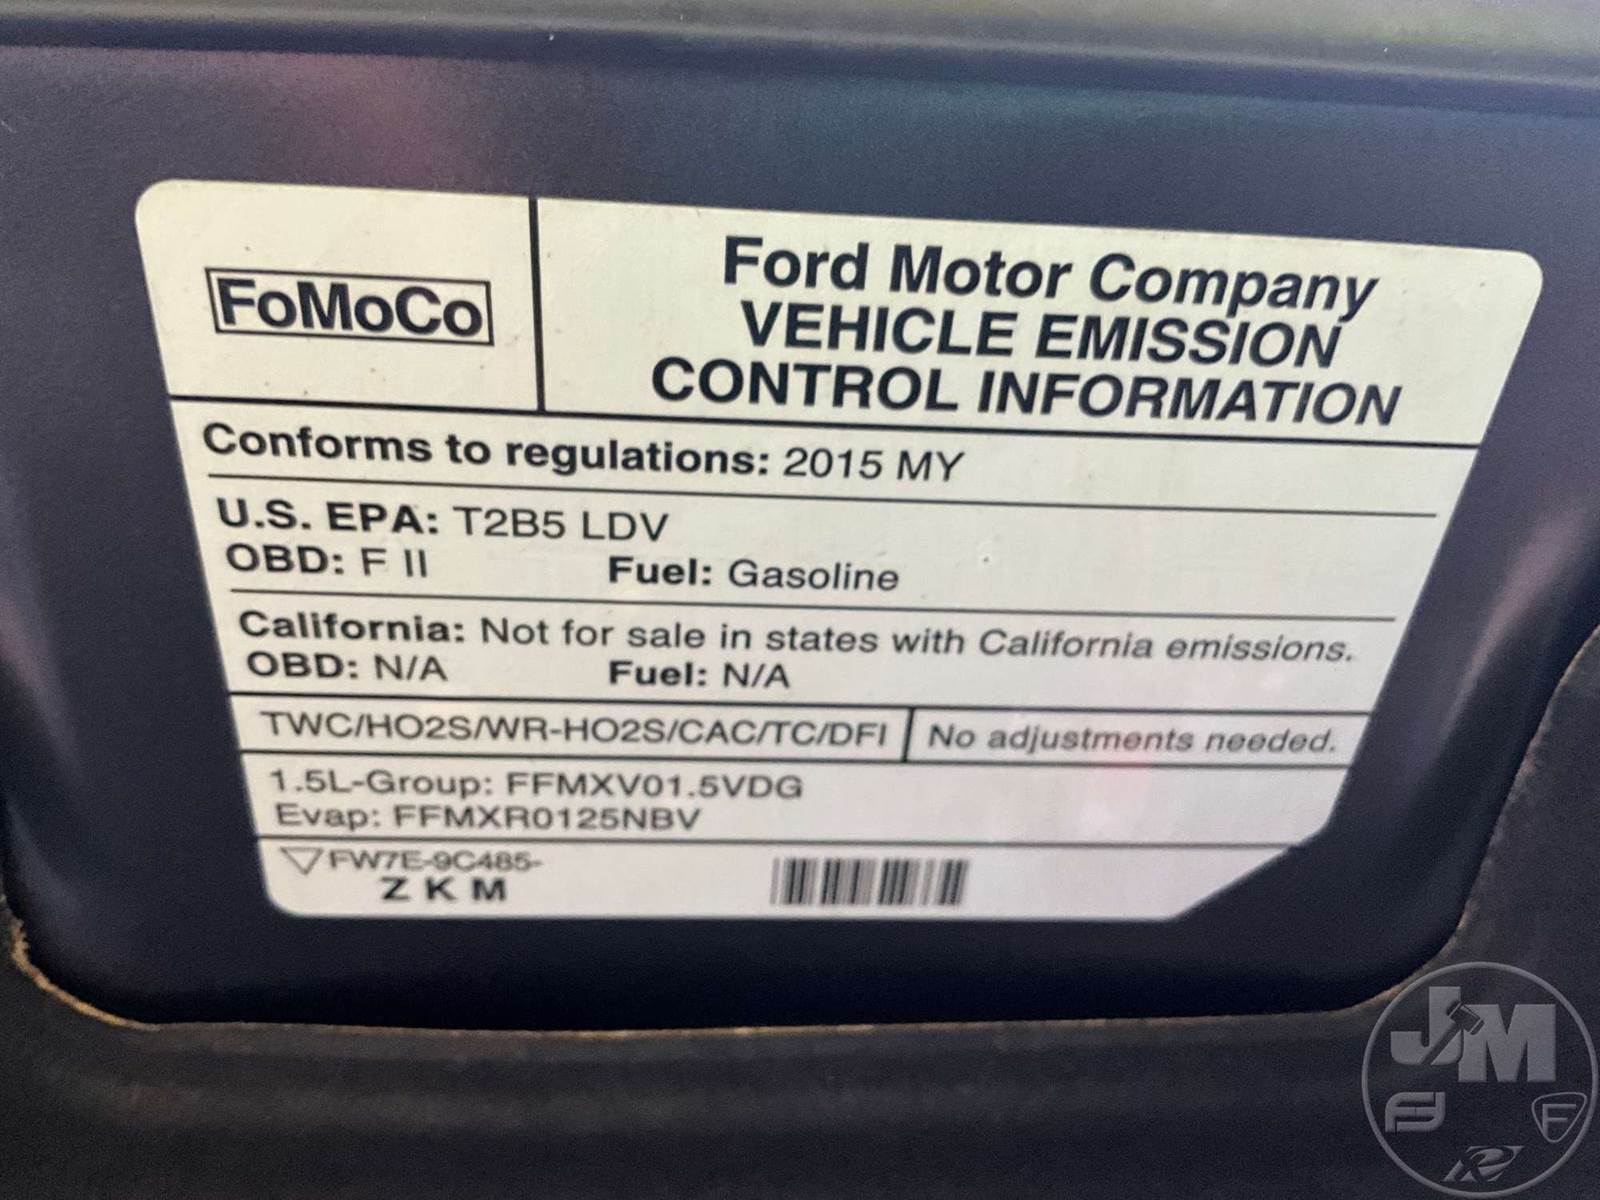 FoMoCo
Ford Motor Company
VEHICLE EMISSION
CONTROL INFORMATION
Conforms to regulations: 2015 MY
U.S. EPA: T2B5 LDV
OBD: F II Fuel: Gasoline
California: Not for sale in states with California emissions.
OBD: N/A Fuel: N/A
TWC/HO2S/WR-HO2S/CAC/TC/DFI No adjustments needed.
1.5L-Group: FFMXV01.5VDG
Evap: FFMXR0125NBV
FW7E-9C485-
Z K M
JM